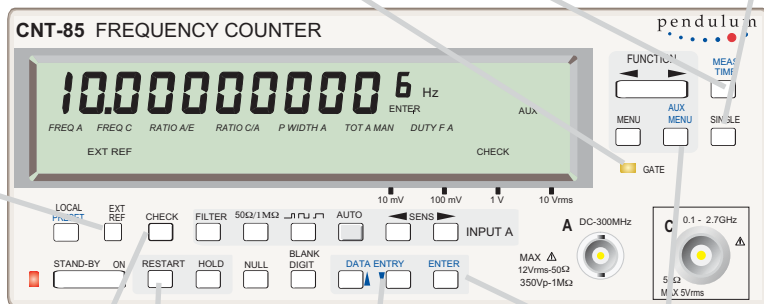 pendulum
CNT-85 FREQUENCY COUNTER
FUNCTION
MEAS TIME
10.0000000000 6 Hz
ENTER
AUX
FREQ A FREQ C RATIO A/E RATIO C/A P WIDTH A TOT A MAN DUTY F A
EXT REF CHECK
MENU
AUX MENU
SINGLE
GATE
10 mV 100 mV 1 V 10 Vrms
LOCAL PRESET
EXT REF
CHECK
FILTER
50Ω/1MΩ
AUTO
SENS
INPUT A
A
DC-300MHz
MAX ⚠
12Vrms-50Ω
350Vp-1MΩ
C
0.1 - 2.7GHz
⚠
50Ω
MAX 5Vrms
STAND-BY ON
RESTART
HOLD
NULL
BLANK DIGIT
DATA ENTRY
ENTER